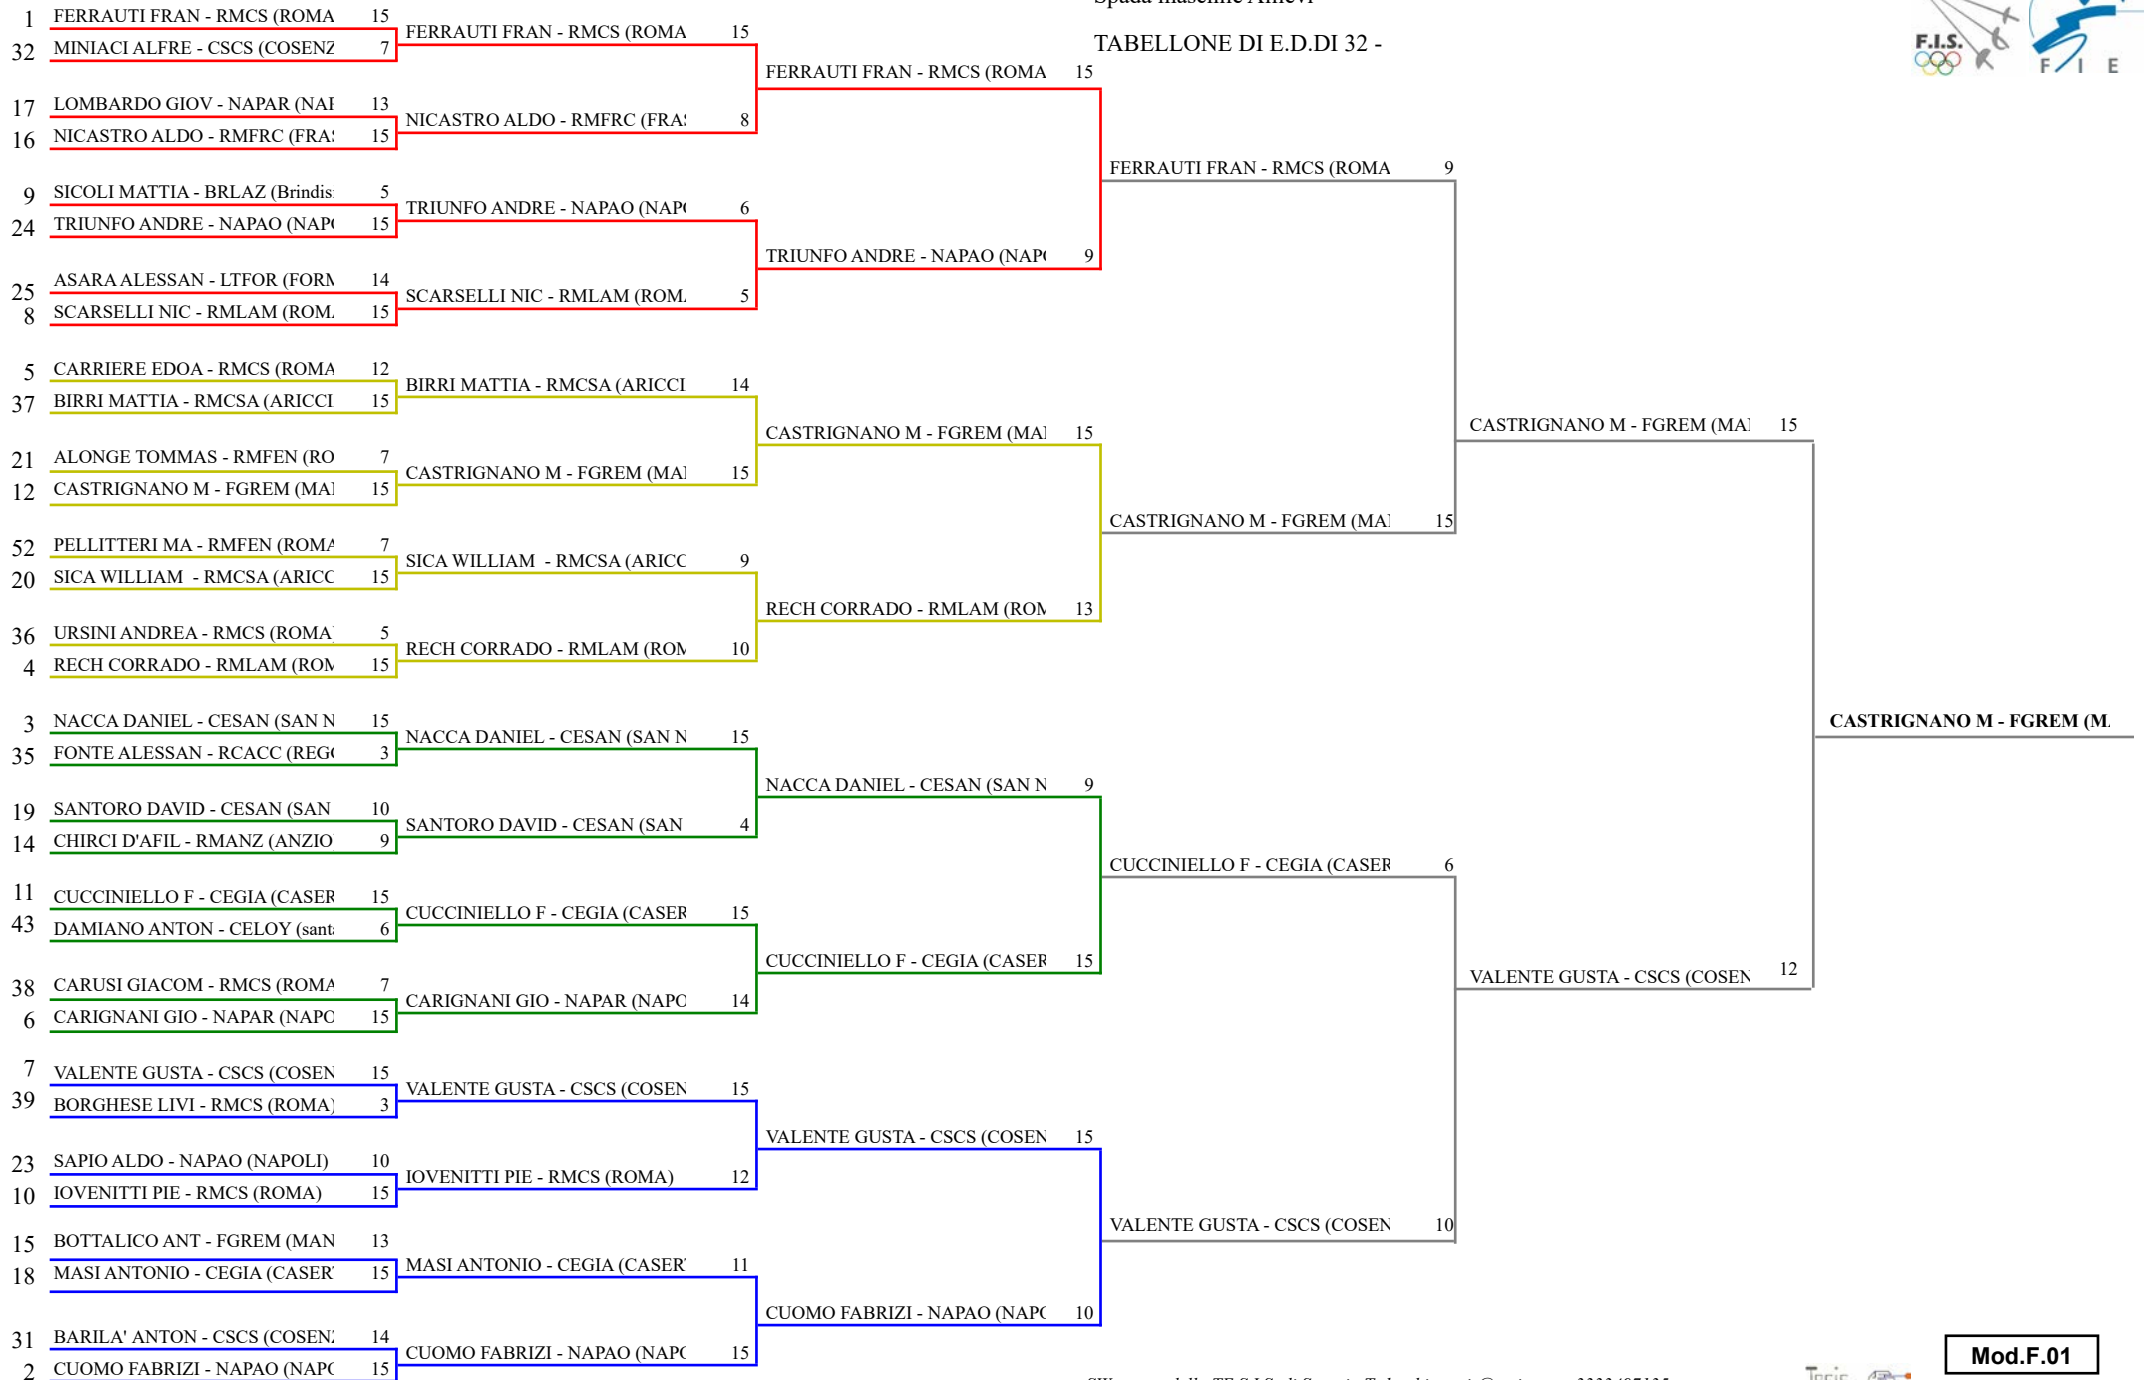 TABELLONE DI E.D.DI 32 -
F.I.S.
F I E
1 FERRAUTI FRAN - RMCS (ROMA 15
32 MINIACI ALFRE - CSCS (COSENZ 7
17 LOMBARDO GIOV - NAPAR (NAP 13
16 NICASTRO ALDO - RMFRC (FRAS 15
9 SICOLI MATTIA - BRLAZ (Brindis 5
24 TRIUNFO ANDRE - NAPAO (NAPO 15
25 ASARA ALESSAN - LTFOR (FORM 14
8 SCARSELLI NIC - RMLAM (ROM 15
5 CARRIERE EDOA - RMCS (ROMA 12
37 BIRRI MATTIA - RMCSA (ARICCI 15
21 ALONGE TOMMAS - RMFEN (RO 7
12 CASTRIGNANO M - FGREM (MA 15
52 PELLITTERI MA - RMFEN (ROMA 7
20 SICA WILLIAM - RMCSA (ARICC 15
36 URSINI ANDREA - RMCS (ROMA) 5
4 RECH CORRADO - RMLAM (ROM 15
3 NACCA DANIEL - CESAN (SAN N 15
35 FONTE ALESSAN - RCACC (REGG 3
19 SANTORO DAVID - CESAN (SAN 10
14 CHIRCI D'AFIL - RMANZ (ANZIO 9
11 CUCCINIELLO F - CEGIA (CASER 15
43 DAMIANO ANTON - CELOY (sant 6
38 CARUSI GIACOM - RMCS (ROMA 7
6 CARIGNANI GIO - NAPAR (NAPO 15
7 VALENTE GUSTA - CSCS (COSEN 15
39 BORGHESE LIVI - RMCS (ROMA) 3
23 SAPIO ALDO - NAPAO (NAPOLI) 10
10 IOVENITTI PIE - RMCS (ROMA) 15
15 BOTTALICO ANT - FGREM (MAN 13
18 MASI ANTONIO - CEGIA (CASER 15
31 BARILA' ANTON - CSCS (COSENZ 14
2 CUOMO FABRIZI - NAPAO (NAPO 15
FERRAUTI FRAN - RMCS (ROMA 15
NICASTRO ALDO - RMFRC (FRAS 8
TRIUNFO ANDRE - NAPAO (NAPO 6
SCARSELLI NIC - RMLAM (ROM 5
BIRRI MATTIA - RMCSA (ARICCI 14
CASTRIGNANO M - FGREM (MA 15
SICA WILLIAM - RMCSA (ARICC 9
RECH CORRADO - RMLAM (ROM 10
NACCA DANIEL - CESAN (SAN N 15
SANTORO DAVID - CESAN (SAN 4
CUCCINIELLO F - CEGIA (CASER 15
CARIGNANI GIO - NAPAR (NAPO 14
VALENTE GUSTA - CSCS (COSEN 15
IOVENITTI PIE - RMCS (ROMA) 12
MASI ANTONIO - CEGIA (CASER 11
CUOMO FABRIZI - NAPAO (NAPO 15
FERRAUTI FRAN - RMCS (ROMA 15
TRIUNFO ANDRE - NAPAO (NAPO 9
CASTRIGNANO M - FGREM (MA 15
RECH CORRADO - RMLAM (ROM 13
NACCA DANIEL - CESAN (SAN N 9
CUCCINIELLO F - CEGIA (CASER 15
VALENTE GUSTA - CSCS (COSEN 15
CUOMO FABRIZI - NAPAO (NAPO 10
FERRAUTI FRAN - RMCS (ROMA 9
CASTRIGNANO M - FGREM (MA 15
CUCCINIELLO F - CEGIA (CASER 6
VALENTE GUSTA - CSCS (COSEN 10
CASTRIGNANO M - FGREM (MA 15
VALENTE GUSTA - CSCS (COSEN 12
CASTRIGNANO M - FGREM (M
Mod.F.01